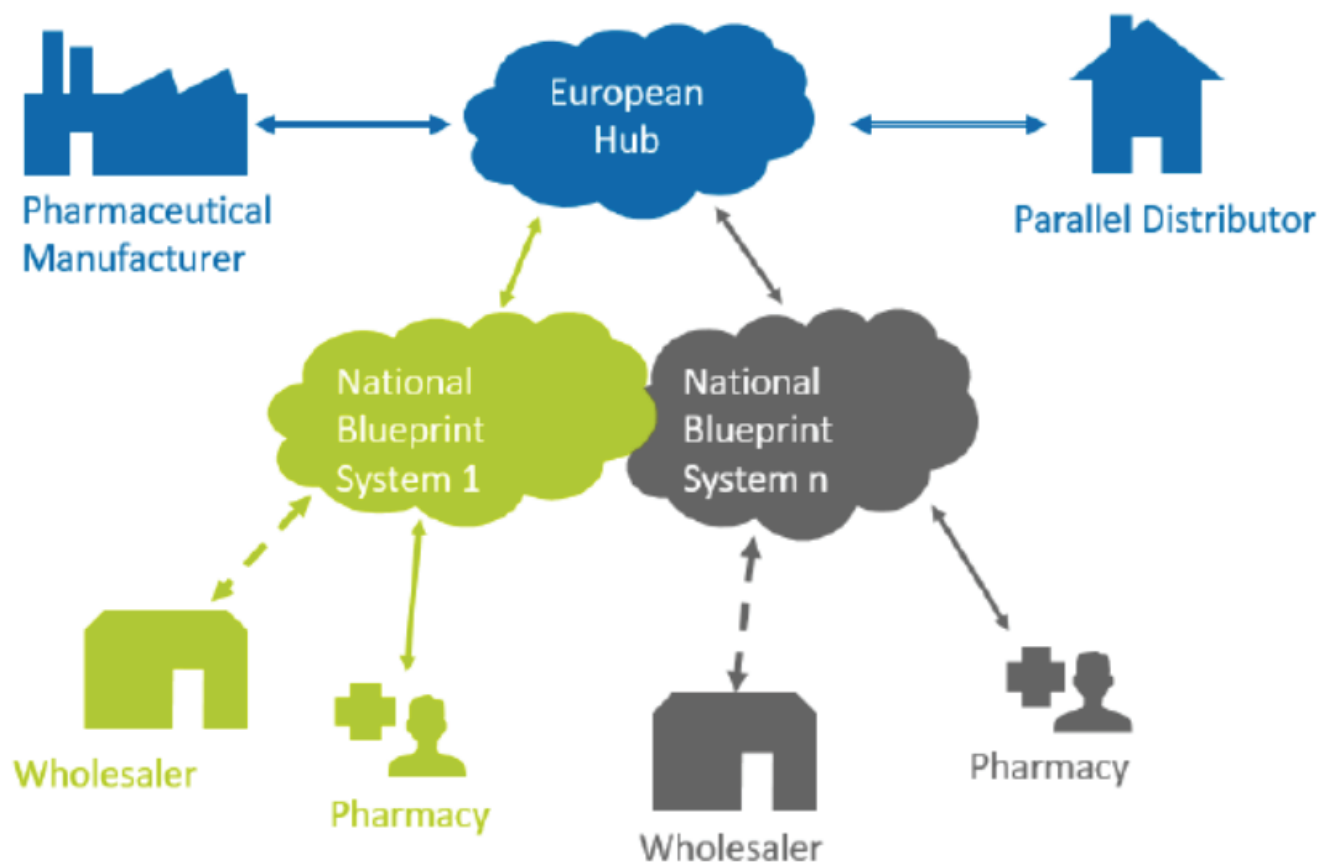 European
Hub
Pharmaceutical
Manufacturer
Parallel Distributor
National
Blueprint
System 1
National
Blueprint
System n
Wholesaler
Pharmacy
Wholesaler
Pharmacy